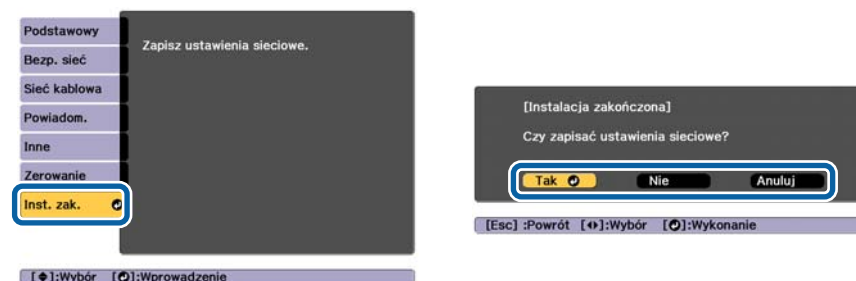 Podstawowy
Bezp. sieć
Sieć kablowa
Powiadom.
Inne
Zerowanie
Inst. zak.
Zapisz ustawienia sieciowe.
[ ]:Wybór [ ]:Wprowadzenie
[Instalacja zakończona]
Czy zapisać ustawienia sieciowe?
Tak Nie Anuluj
[Esc] :Powrót [ ]:Wybór [ ]:Wykonanie